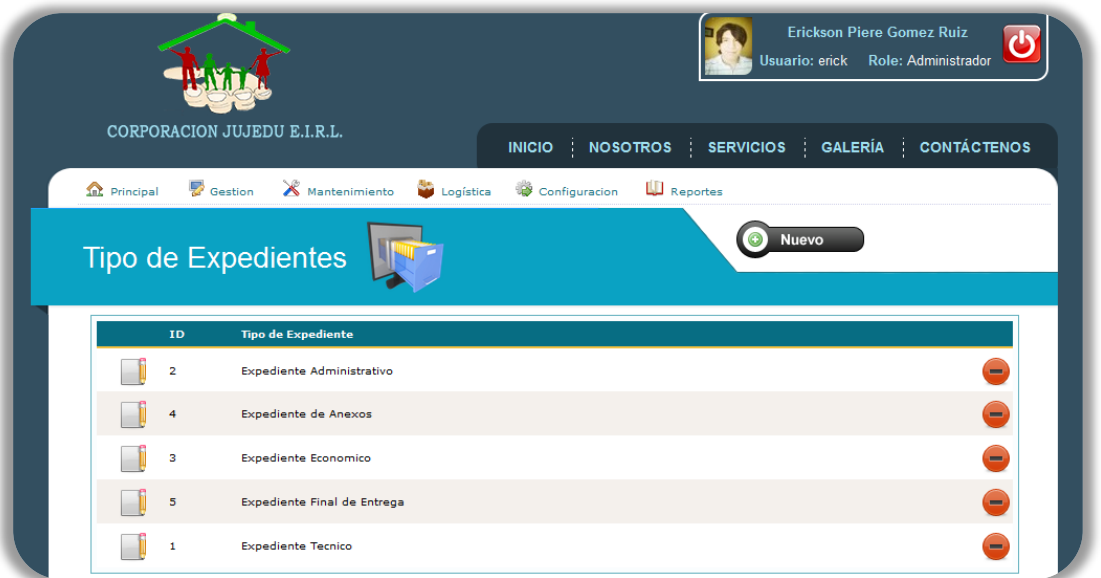 Erickson Piere Gomez Ruiz
Usuario: erick Role: Administrador
CORPORACION JUJEDU E.I.R.L.
INICIO NOSOTROS SERVICIOS GALERÍA CONTÁCTENOS
Principal Gestion Mantenimiento Logística Configuracion Reportes
Tipo de Expedientes
Nuevo
ID Tipo de Expediente
2 Expediente Administrativo
4 Expediente de Anexos
3 Expediente Economico
5 Expediente Final de Entrega
1 Expediente Tecnico